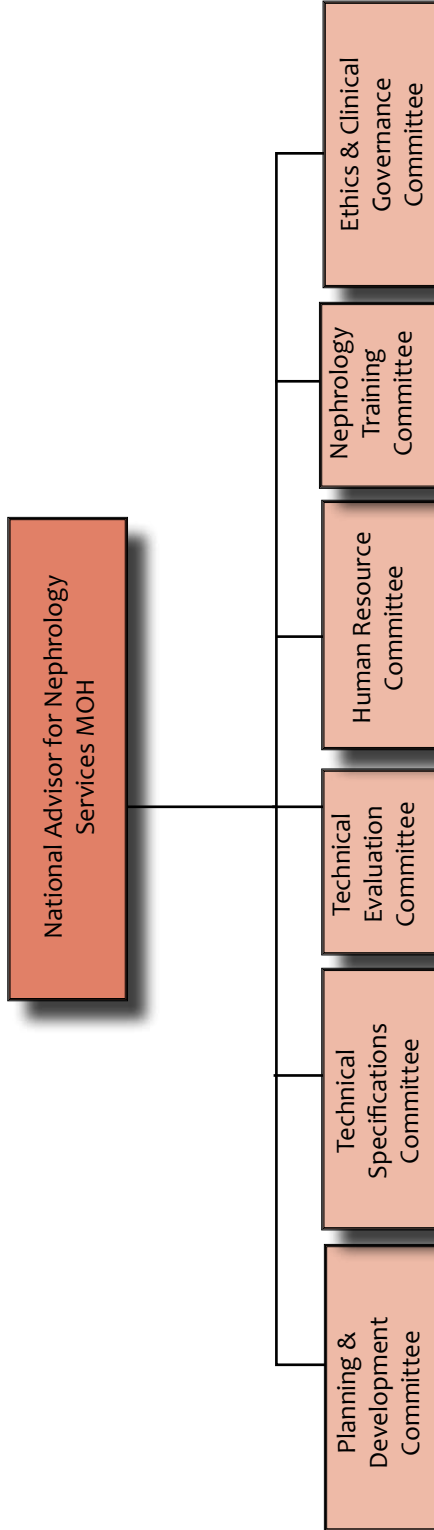 National Advisor for Nephrology
Services MOH
Planning &
Development
Committee
Technical
Specifications
Committee
Technical
Evaluation
Committee
Human Resource
Committee
Nephrology
Training
Committee
Ethics & Clinical
Governance
Committee